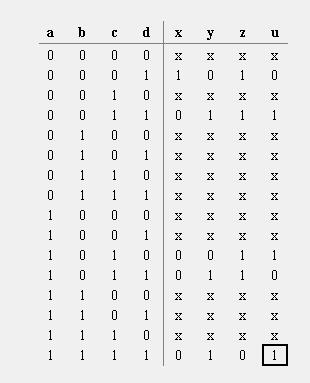 a b c d x y z u
0 0 0 0 x x x x
0 0 0 1 1 0 1 0
0 0 1 0 x x x x
0 0 1 1 0 1 1 1
0 1 0 0 x x x x
0 1 0 1 x x x x
0 1 1 0 x x x x
0 1 1 1 x x x x
1 0 0 0 x x x x
1 0 0 1 x x x x
1 0 1 0 0 0 1 1
1 0 1 1 0 1 1 0
1 1 0 0 x x x x
1 1 0 1 x x x x
1 1 1 0 x x x x
1 1 1 1 0 1 0 1